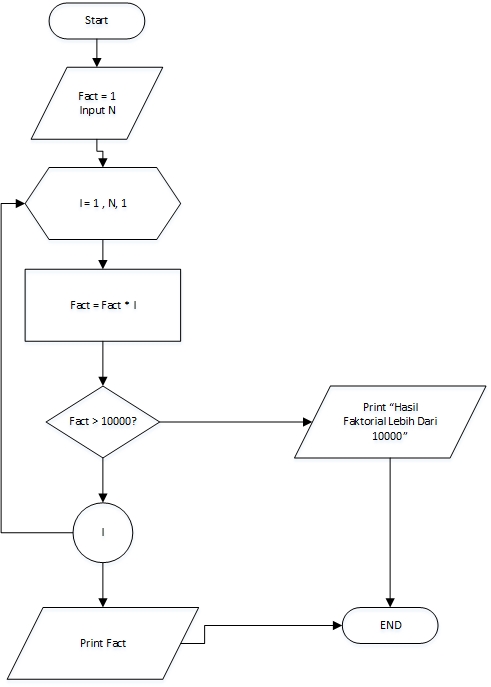 Start
Fact = 1
Input N
I = 1 , N, 1
Fact = Fact * I
Fact > 10000?
Print “Hasil
Faktorial Lebih Dari
10000”
I
Print Fact
END